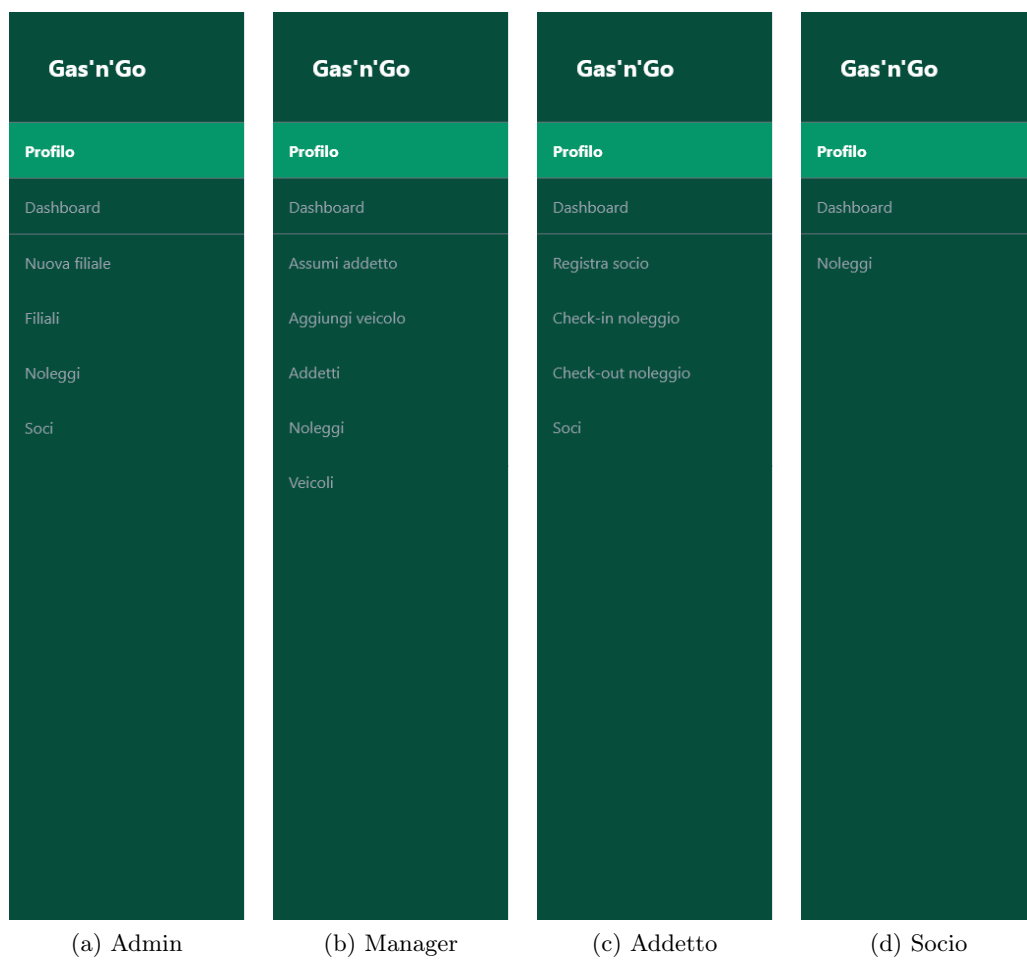 Gas'n'Go
Profilo
Dashboard
Nuova filiale
Filiali
Noleggi
Soci
(a) Admin
Gas'n'Go
Profilo
Dashboard
Assumi addetto
Aggiungi veicolo
Addetti
Noleggi
Veicoli
(b) Manager
Gas'n'Go
Profilo
Dashboard
Registra socio
Check-in noleggio
Check-out noleggio
Soci
(c) Addetto
Gas'n'Go
Profilo
Dashboard
Noleggi
(d) Socio